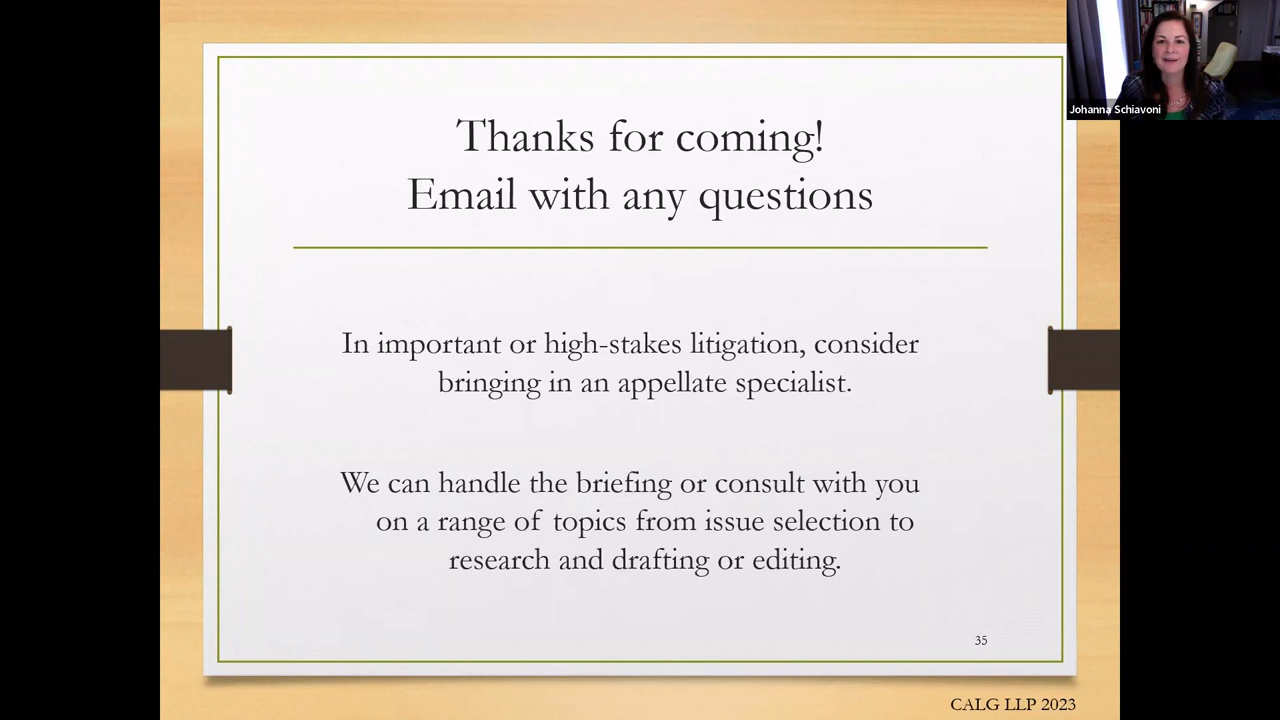 Johanna Schiavoni
Thanks for coming!
Email with any questions
In important or high-stakes litigation, consider
bringing in an appellate specialist.
We can handle the briefing or consult with you
on a range of topics from issue selection to
research and drafting or editing.
35
CALG LLP 2023